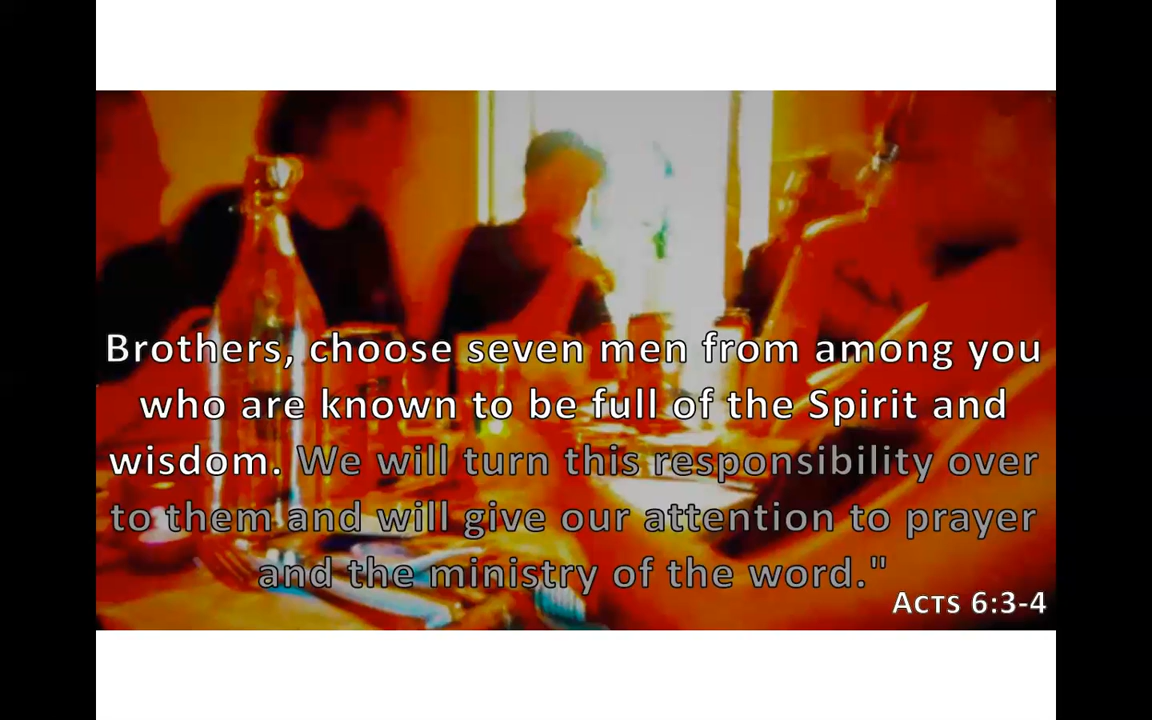 Brothers, choose seven men from among you
who are known to be full of the Spirit and
wisdom. We will turn this responsibility over
to them and will give our attention to prayer
and the ministry of the word."
Acts 6:3-4